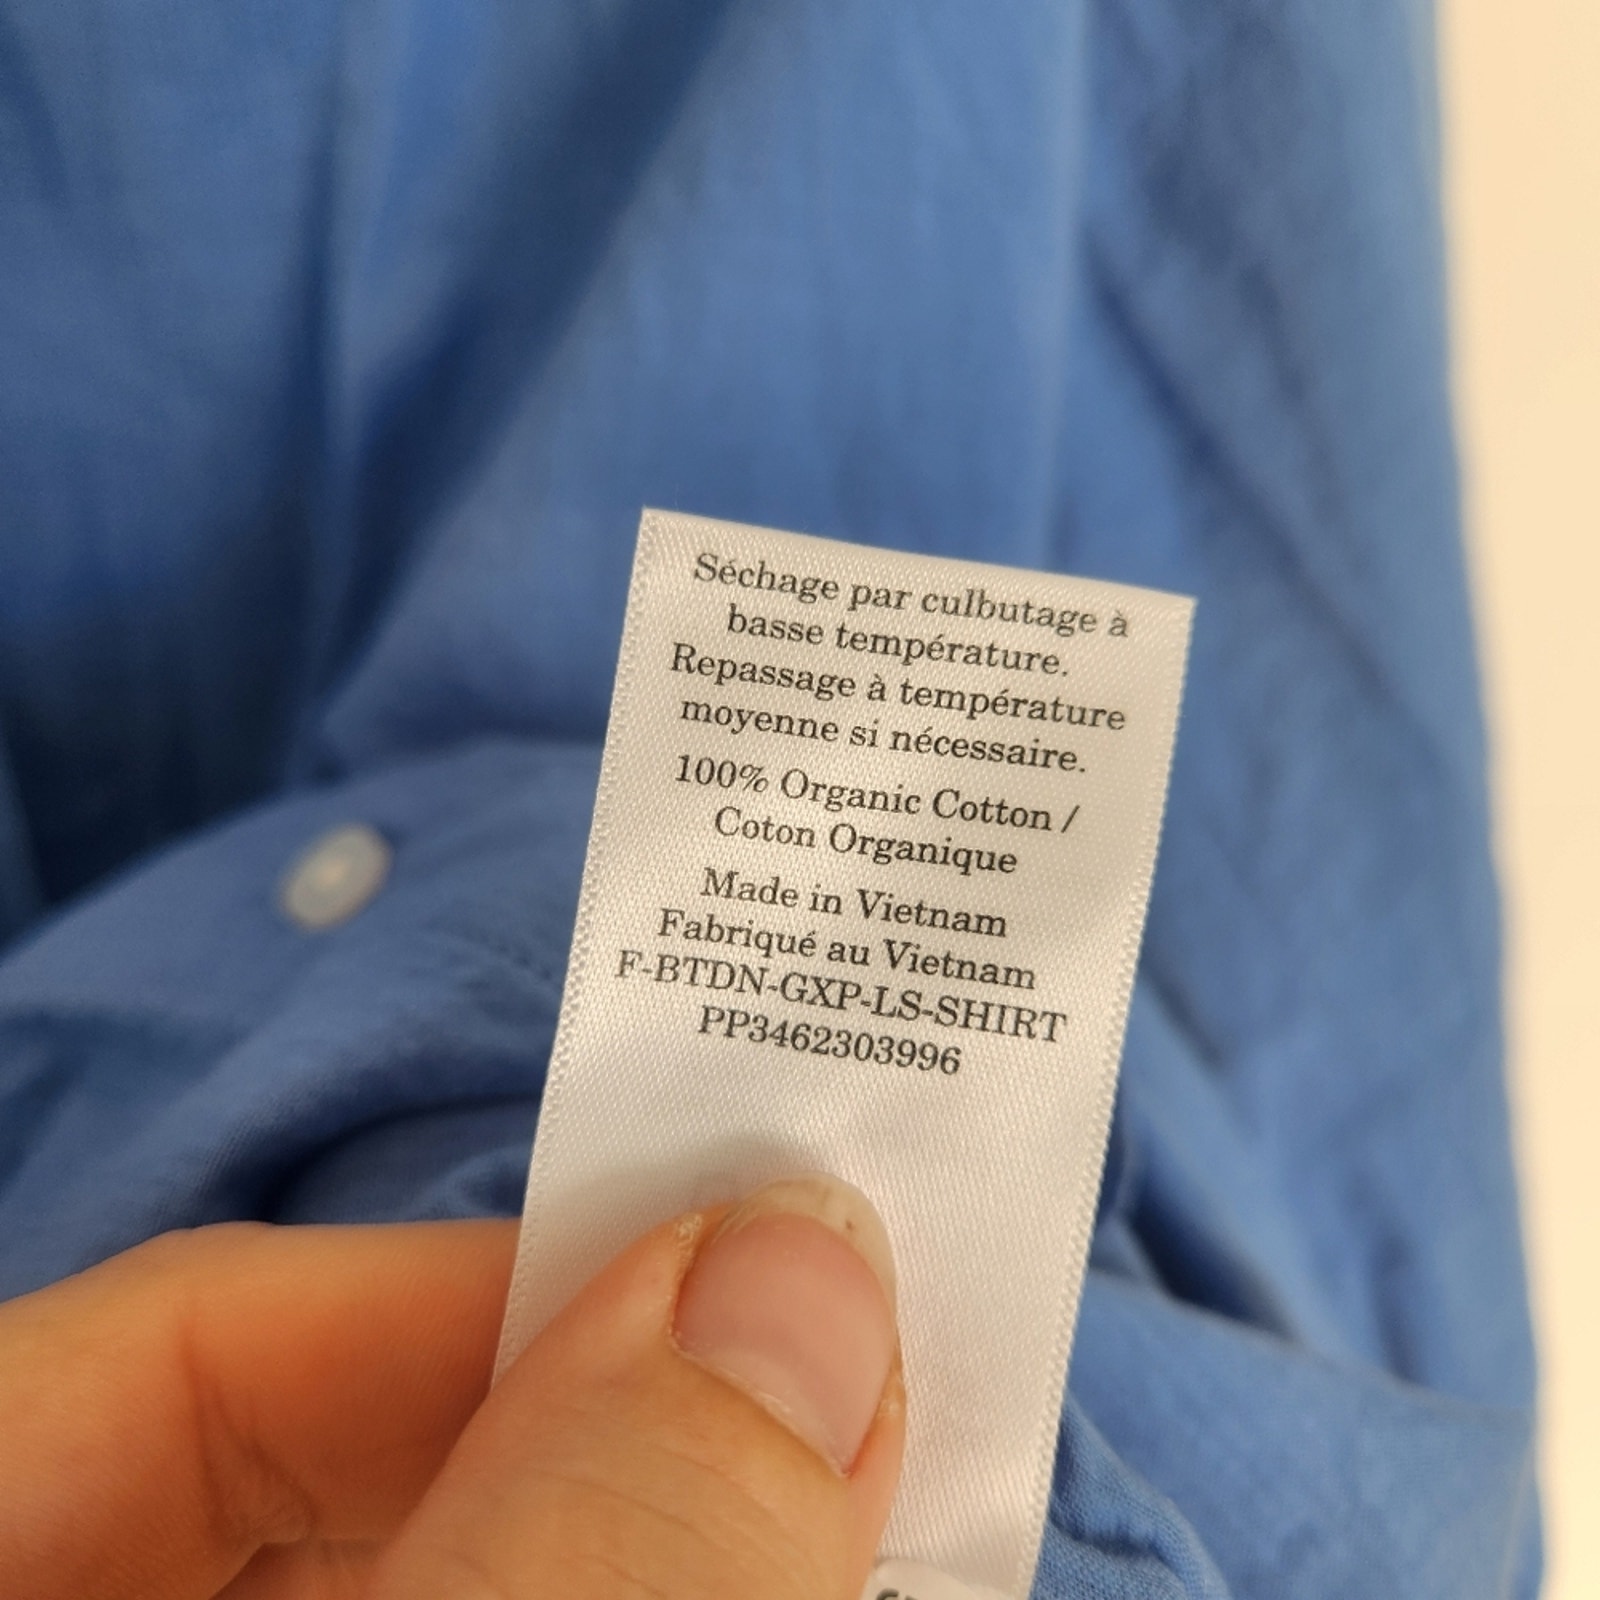 Séchage par culbutage à
basse température.
Repassage à température
moyenne si nécessaire.
100% Organic Cotton /
Coton Organique
Made in Vietnam
Fabriqué au Vietnam
F-BTDN-GXP-LS-SHIRT
PP3462303996